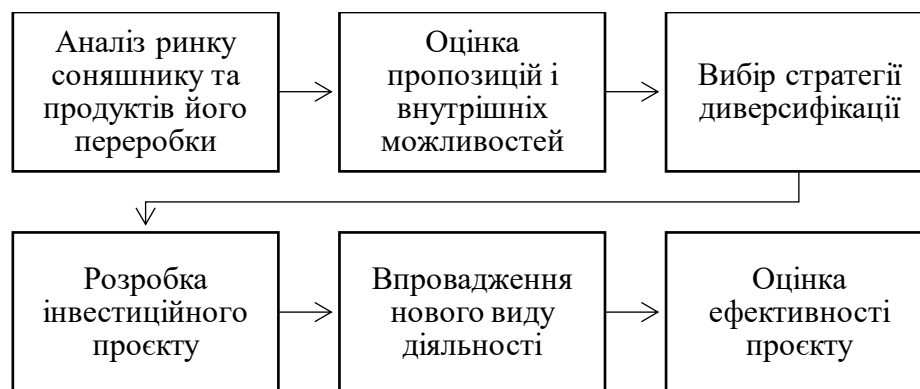 Аналіз ринку
соняшнику та
продуктів його
переробки
Оцінка
пропозицій і
внутрішніх
можливостей
Вибір стратегії
диверсифікації
Розробка
інвестиційного
проєкту
Впровадження
нового виду
діяльності
Оцінка
ефективності
проєкту